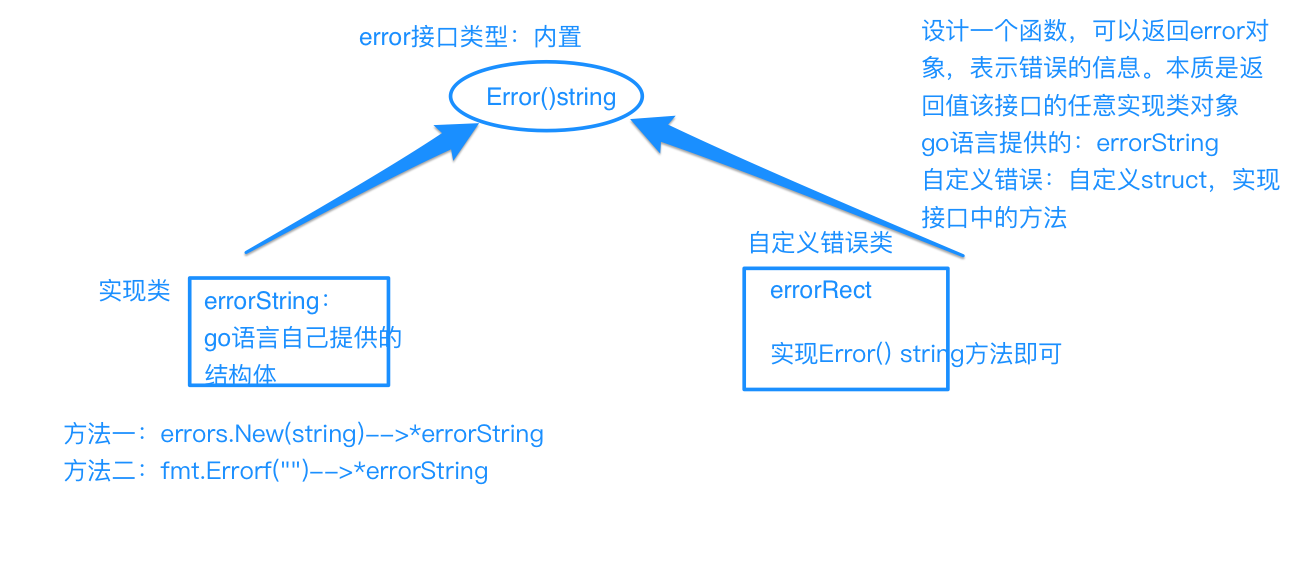 error接口类型：内置
Error()string
设计一个函数，可以返回error对
象，表示错误的信息。本质是返
回值该接口的任意实现类对象
go语言提供的：errorString
自定义错误：自定义struct，实现
接口中的方法
实现类
errorString：
go语言自己提供的
结构体
自定义错误类
errorRect
实现Error() string方法即可
方法一：errors.New(string)-->*errorString
方法二：fmt.Errorf("")-->*errorString